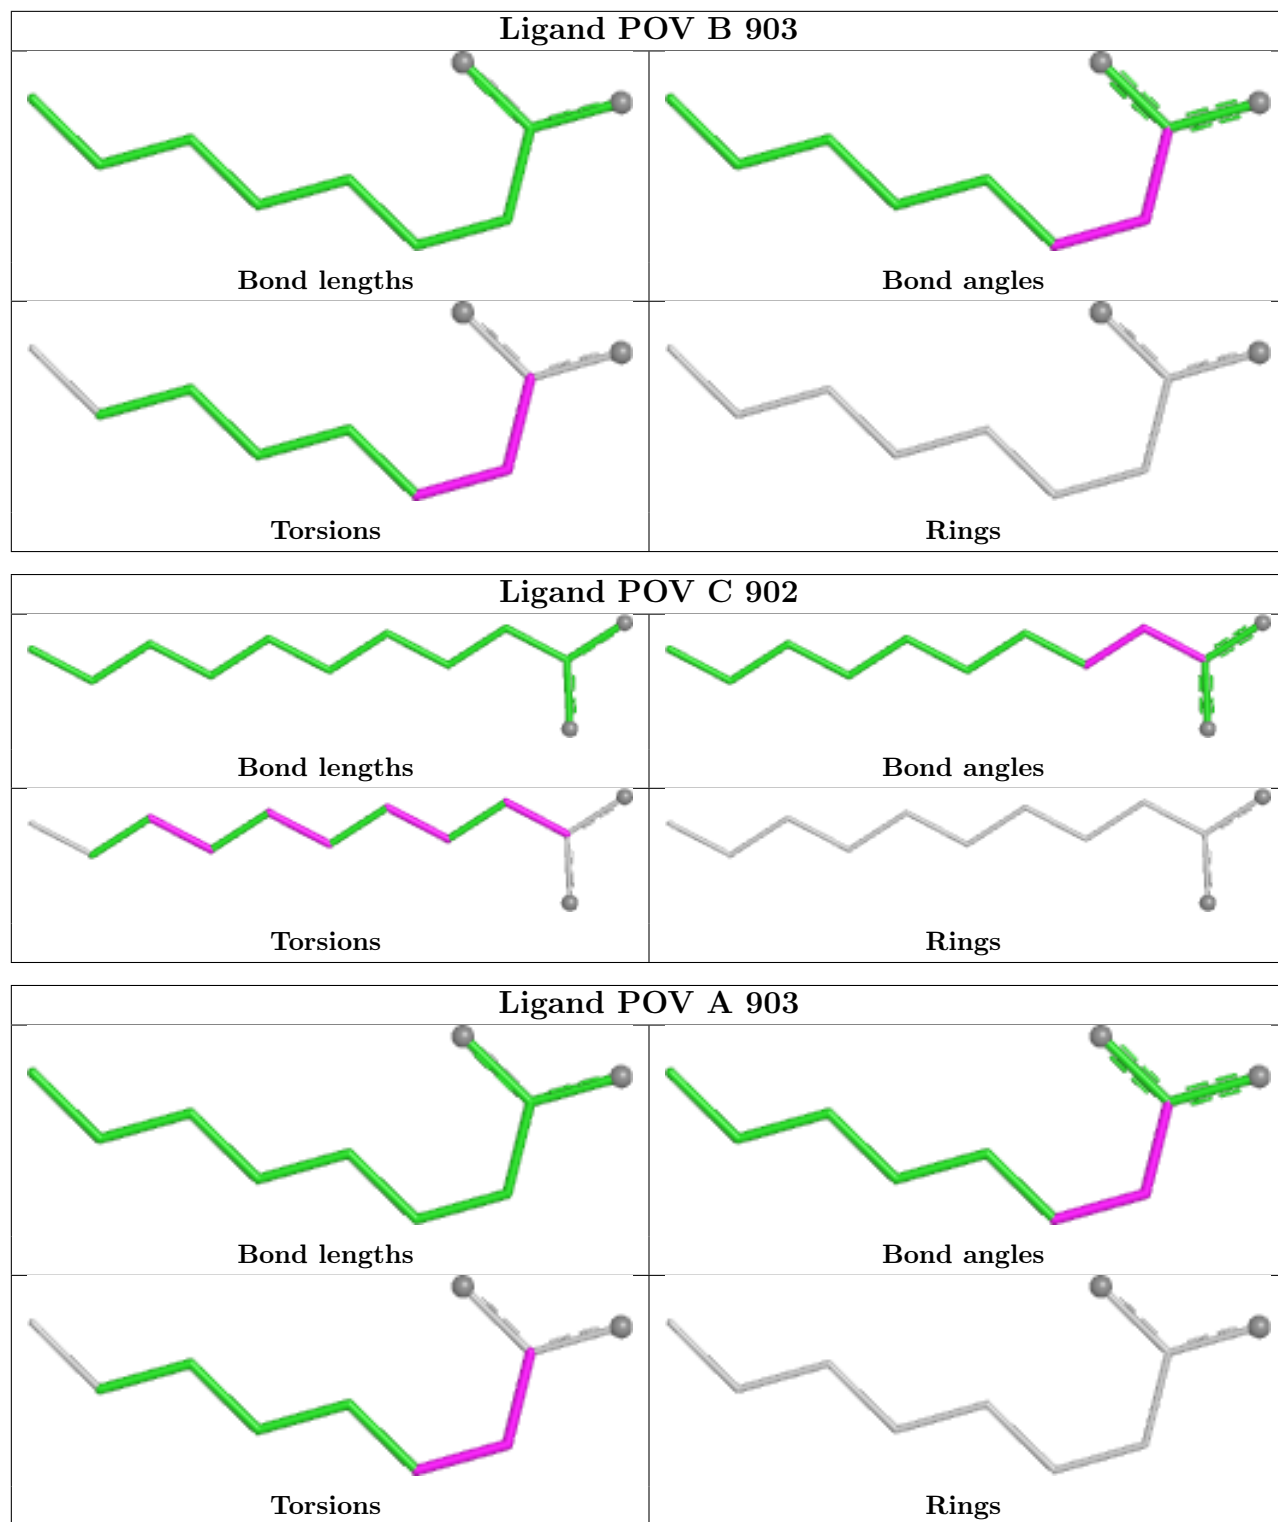 Ligand POV B 903
Bond lengths
Bond angles
Torsions
Rings
Ligand POV C 902
Bond lengths
Bond angles
Torsions
Rings
Ligand POV A 903
Bond lengths
Bond angles
Torsions
Rings